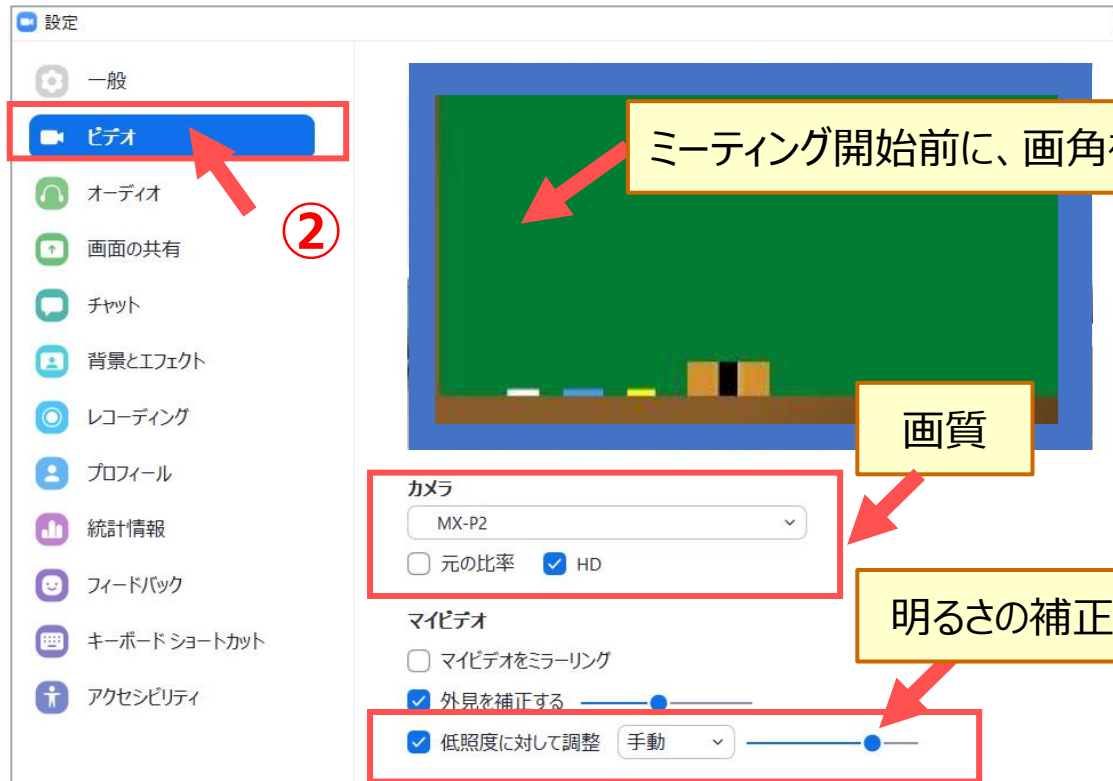 設定
一般
ビデオ
オーディオ
画面の共有
チャット
背景とエフェクト
レコーディング
プロフィール
統計情報
フィードバック
キーボード ショートカット
アクセシビリティ
②
ミーティング開始前に、画角
画質
カメラ
MX-P2
元の比率 HD
明るさの補正
マイビデオ
マイビデオをミラーリング
外見を補正する
低照度に対して調整 手動